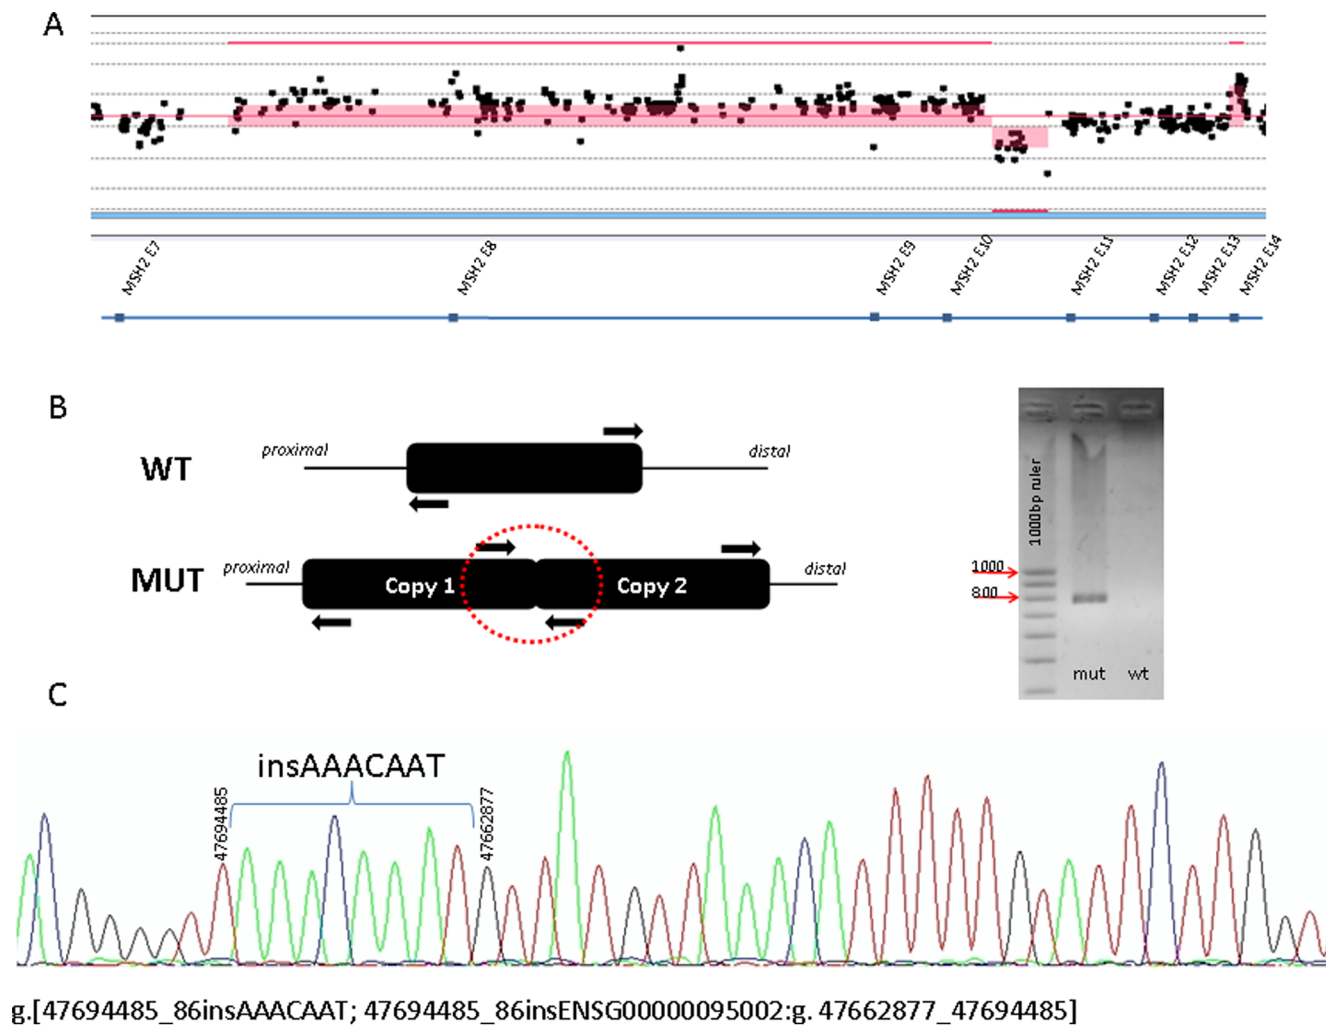 A
MSH2 E7
MSH2 E8
MSH2 E9
MSH2 E10
MSH2 E11
MSH2 E12
MSH2 E13
MSH2 E14
B
WT
proximal
distal
MUT
proximal
Copy 1
Copy 2
distal
1000bp ruler
1000
800
mut
wt
C
insAAACAAT
47694485
47662877
g.[47694485_86insAAACAAT; 47694485_86insENSG00000095002:g. 47662877_47694485]